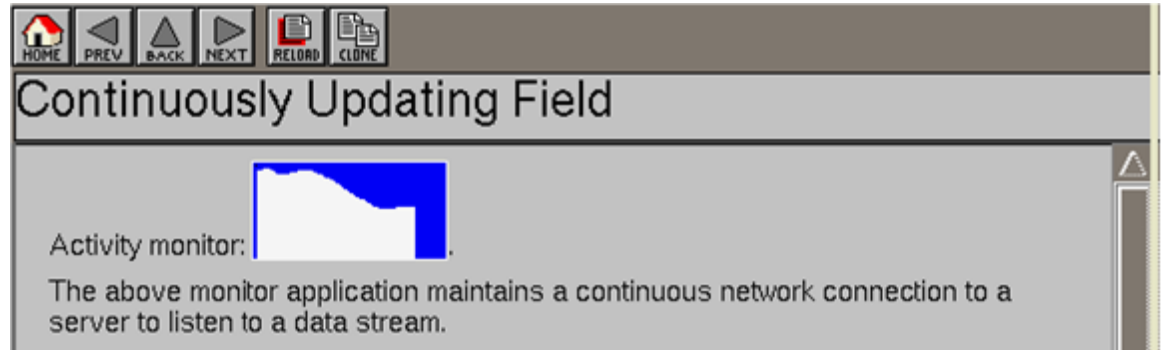 HOME PREV BACK NEXT RELOAD CLONE
Continuously Updating Field
Activity monitor: .
The above monitor application maintains a continuous network connection to a
server to listen to a data stream.